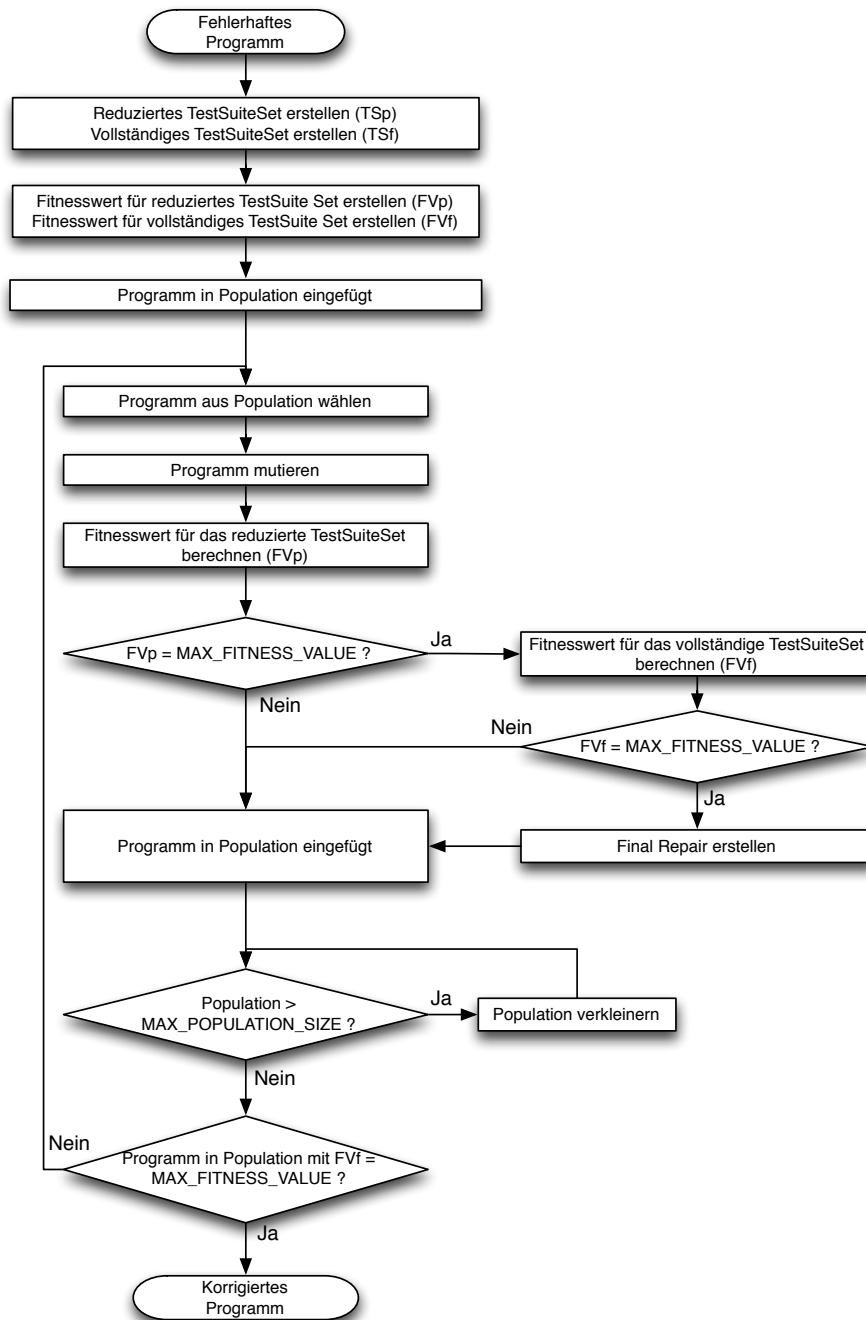 Fehlerhaftes
Programm
Reduziertes TestSuiteSet erstellen (TSp)
Vollständiges TestSuiteSet erstellen (TSf)
Fitnesswert für reduziertes TestSuite Set erstellen (FVp)
Fitnesswert für vollständiges TestSuite Set erstellen (FVf)
Programm in Population eingefügt
Programm aus Population wählen
Programm mutieren
Fitnesswert für das reduzierte TestSuiteSet
berechnen (FVp)
FVp = MAX_FITNESS_VALUE ?
Ja
Fitnesswert für das vollständige TestSuiteSet
berechnen (FVf)
Nein
Nein
FVf = MAX_FITNESS_VALUE ?
Ja
Programm in Population eingefügt
Final Repair erstellen
Population >
MAX_POPULATION_SIZE ?
Ja
Population verkleinern
Nein
Nein
Programm in Population mit FVf =
MAX_FITNESS_VALUE ?
Ja
Korrigiertes
Programm